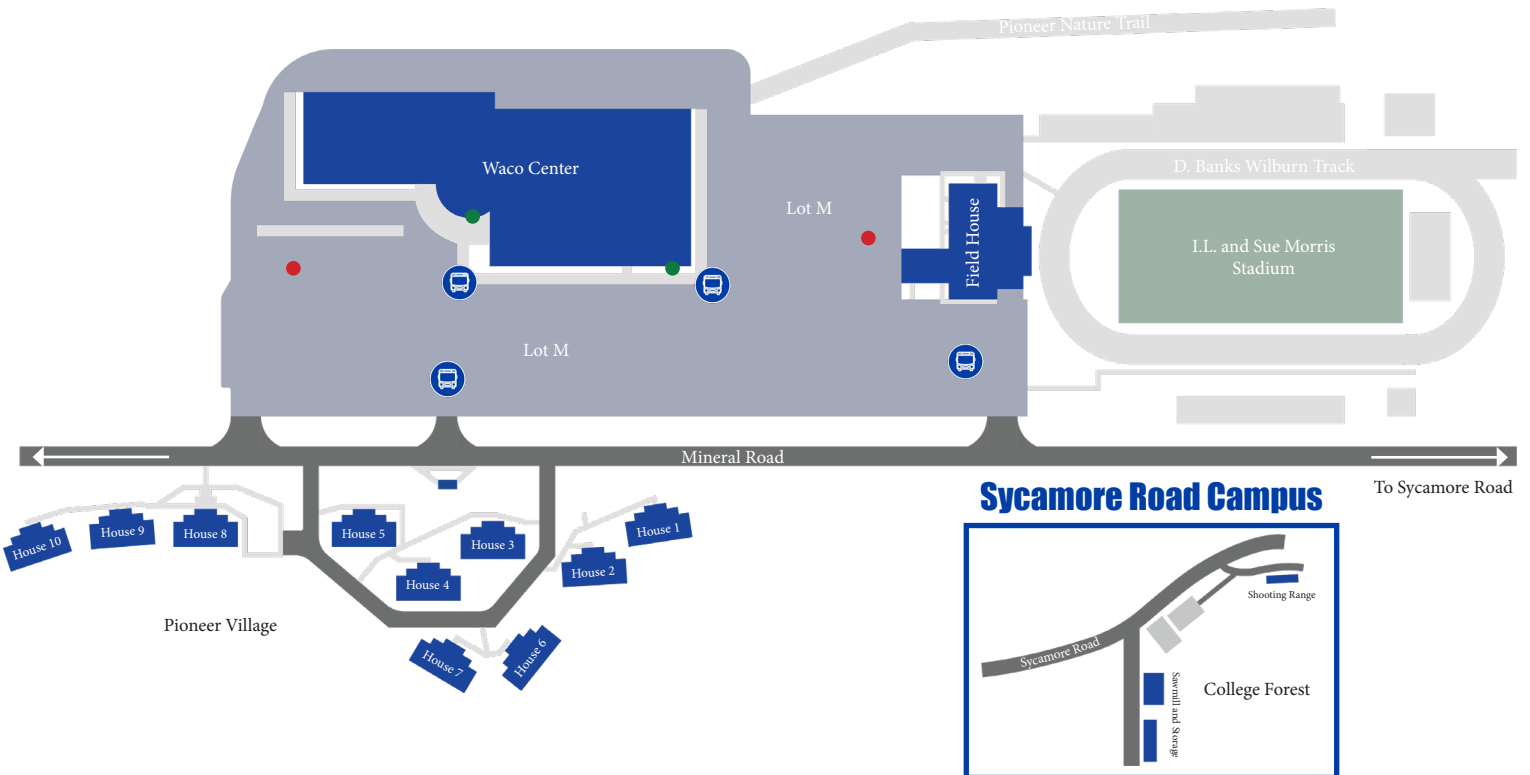 Pioneer Nature Trail
Waco Center
D. Banks Wilburn Track
Lot M
Field House
I.L. and Sue Morris
Stadium
Lot M
Mineral Road
To Sycamore Road
House 10
House 9
House 8
House 5
House 3
House 1
House 4
House 2
Pioneer Village
House 7
House 6
Sycamore Road Campus
Shooting Range
Sycamore Road
College Forest
Sawmill and Storage